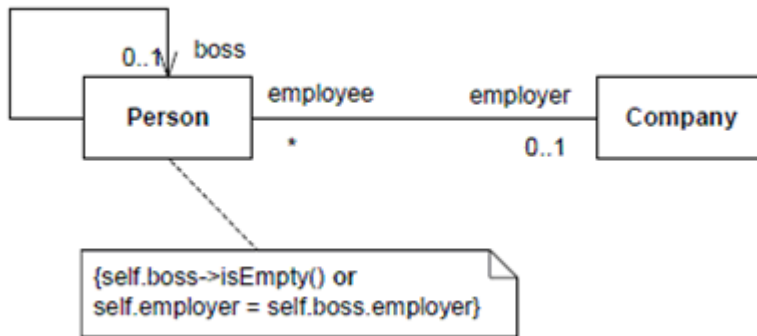 boss
0..1
employee
employer
Person
Company
*
0..1
{self.boss->isEmpty() or
self.employer = self.boss.employer}